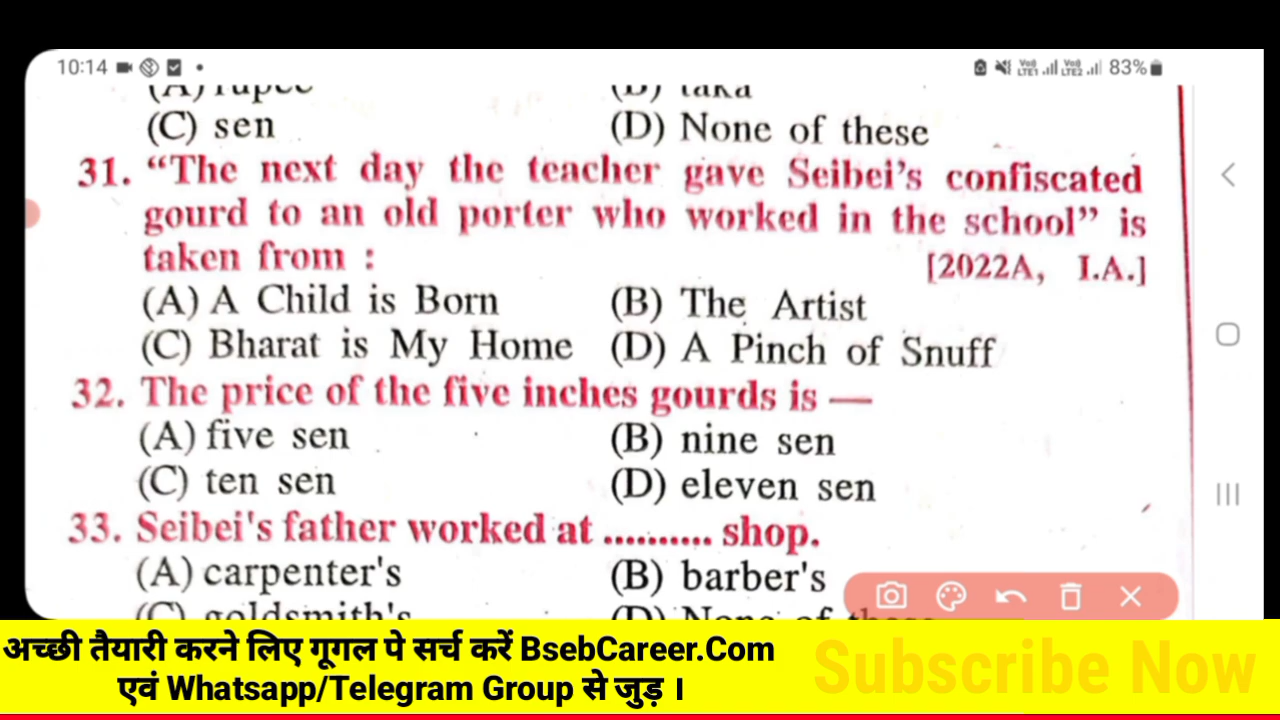 10:14
83%
(C) sen (D) None of these
31. “The next day the teacher gave Seibei's confiscated
gourd to an old porter who worked in the school” is
taken from : [2022A, I.A.]
(A) A Child is Born (B) The Artist
(C) Bharat is My Home (D) A Pinch of Snuff
32. The price of the five inches gourds is —
(A) five sen (B) nine sen
(C) ten sen (D) eleven sen
33. Seibei's father worked at .......... shop.
(A) carpenter's (B) barber's
(C) goldsmith's (D) None of these
अच्छी तैयारी करने लिए गूगल पे सर्च करें BsebCareer.Com
एवं Whatsapp/Telegram Group से जुड़ ।
Subscribe Now